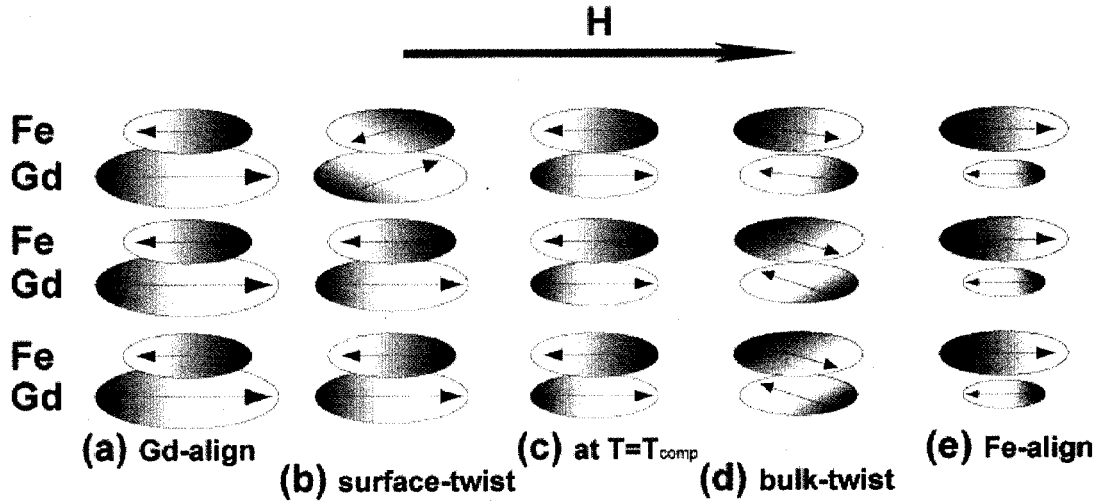 H
Fe
Gd
Fe
Gd
Fe
Gd
(a) Gd-align
(b) surface-twist
(c) at T=Tcomp
(d) bulk-twist
(e) Fe-align